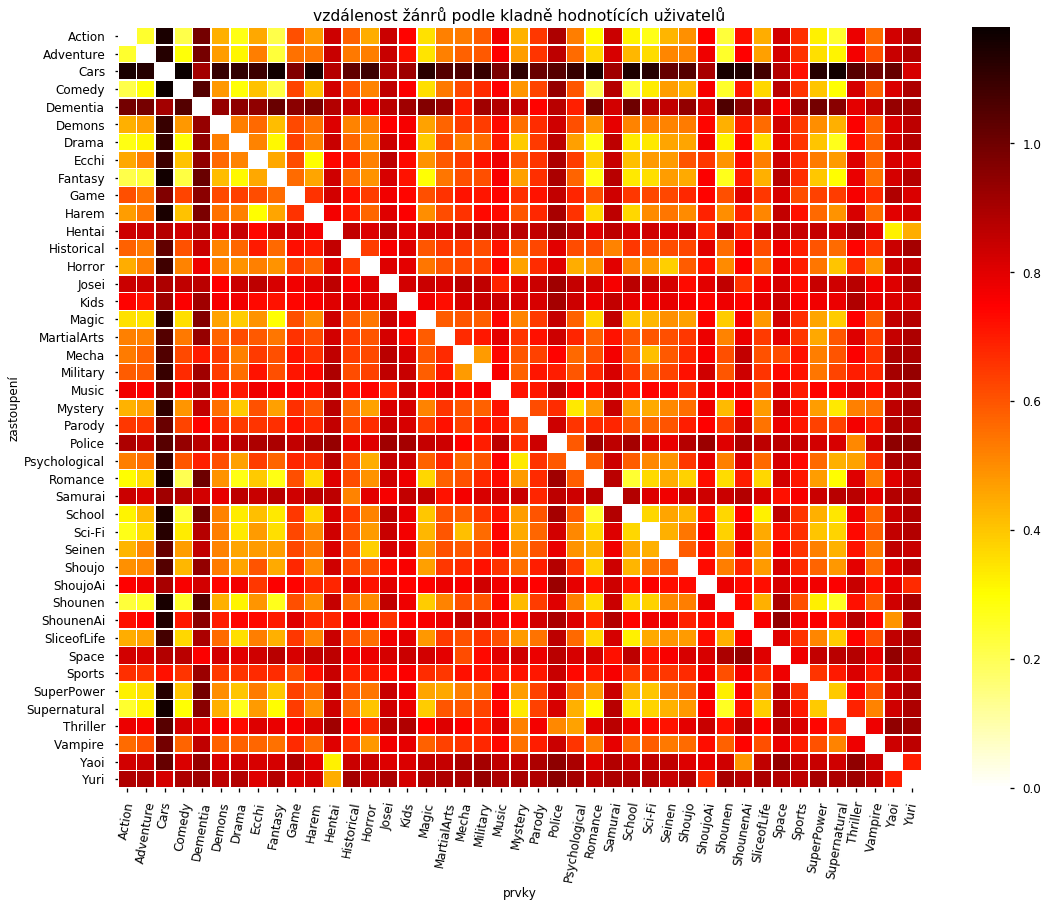 vzdálenost žánrů podle kladně hodnotících uživatelů
zastoupení
Action
Adventure
Cars
Comedy
Dementia
Demons
Drama
Ecchi
Fantasy
Game
Harem
Hentai
Historical
Horror
Josei
Kids
Magic
MartialArts
Mecha
Military
Music
Mystery
Parody
Police
Psychological
Romance
Samurai
School
Sci-Fi
Seinen
Shoujo
ShoujoAi
Shounen
ShounenAi
SliceofLife
Space
Sports
SuperPower
Supernatural
Thriller
Vampire
Yaoi
Yuri
Action
Adventure
Cars
Comedy
Dementia
Demons
Drama
Ecchi
Fantasy
Game
Harem
Hentai
Historical
Horror
Josei
Kids
Magic
MartialArts
Mecha
Military
Music
Mystery
Parody
Police
Psychological
Romance
Samurai
School
Sci-Fi
Seinen
Shoujo
ShoujoAi
Shounen
ShounenAi
SliceofLife
Space
Sports
SuperPower
Supernatural
Thriller
Vampire
Yaoi
Yuri
prvky
1.0
0.8
0.6
0.4
0.2
0.0